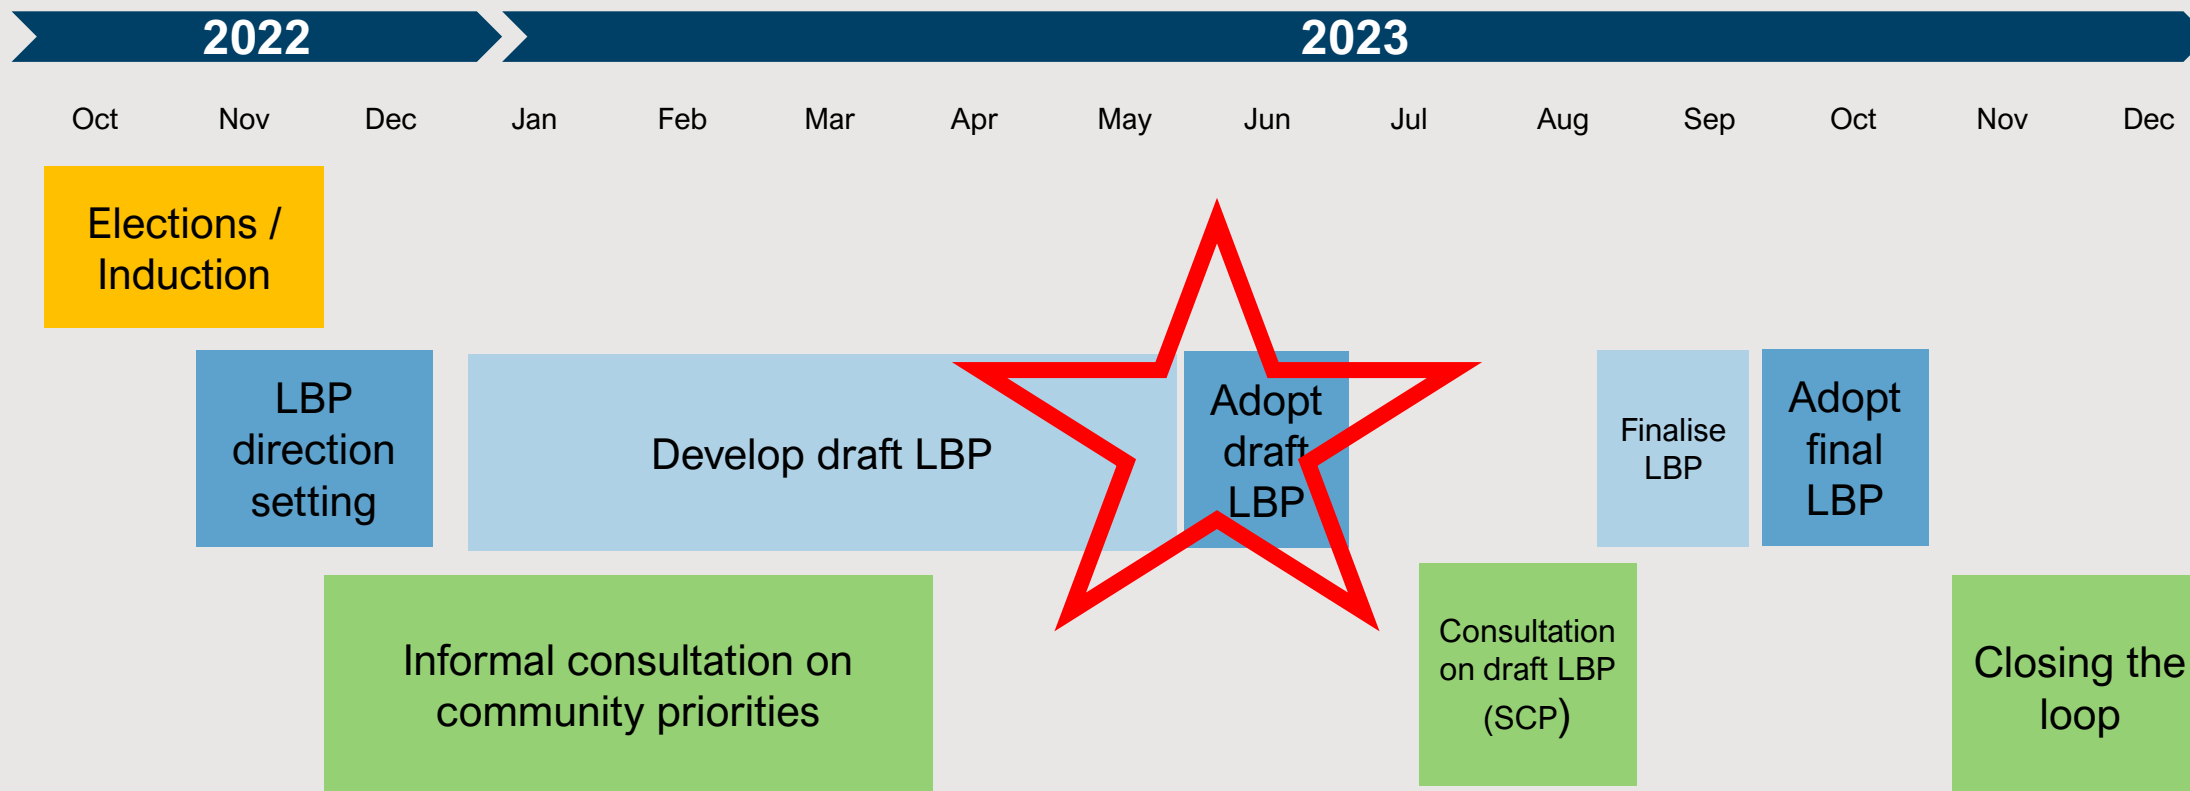 2022
2023
Oct Nov Dec Jan Feb Mar Apr May Jun Jul Aug Sep Oct Nov Dec
Elections /
Induction
LBP
direction
setting
Develop draft LBP
Adopt
draft
LBP
Finalise
LBP
Adopt
final
LBP
Informal consultation on
community priorities
Consultation
on draft LBP
(SCP)
Closing the
loop